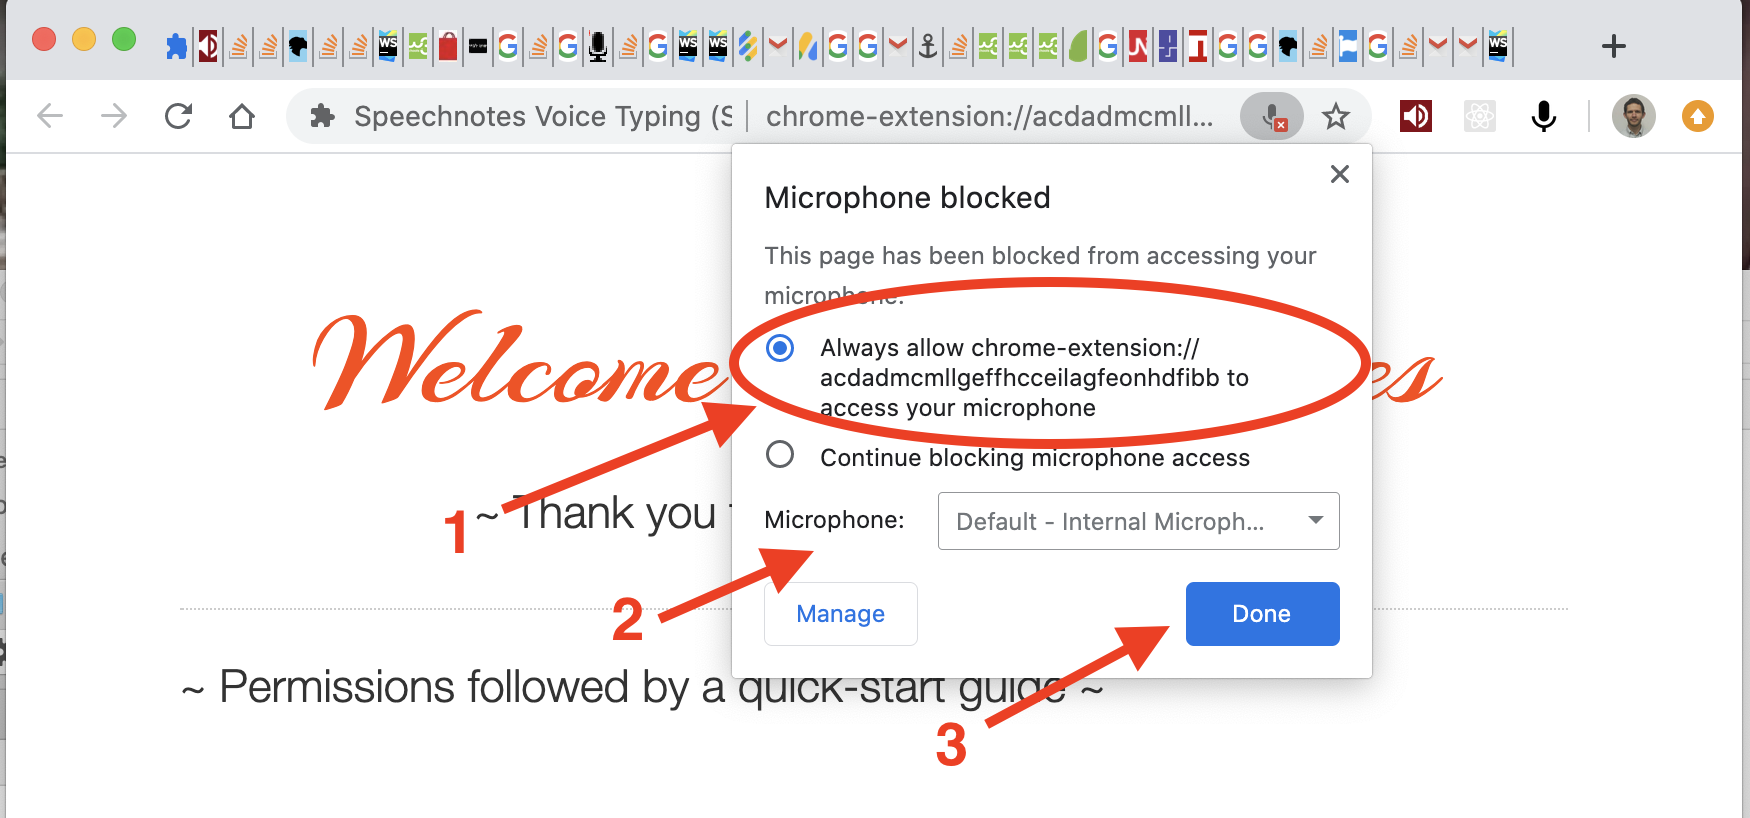 Speechnotes Voice Typing (S | chrome-extension://acdadmcmll...
Microphone blocked
This page has been blocked from accessing your
microphone.
Always allow chrome-extension://
acdadmcmllgeffhcceilagfeonhdfibb to
access your microphone
Continue blocking microphone access
Microphone: Default - Internal Microph...
Manage Done
Welcome es
1 ~ Thank you
2
~ Permissions followed by a quick-start guide ~
3